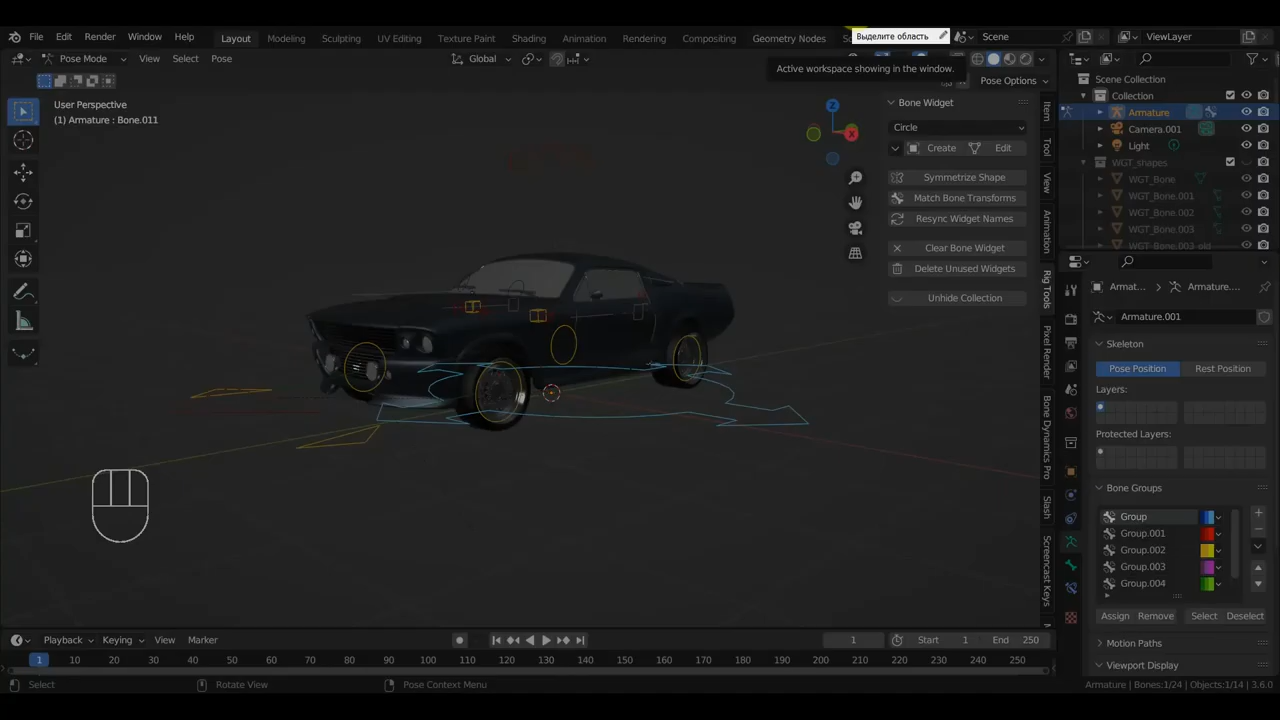 File Edit Render Window Help
Layout Modeling Sculpting UV Editing Texture Paint Shading Animation Rendering Compositing Geometry Nodes
Выделите область
Scene
ViewLayer
Pose Mode View Select Pose
Global
Active workspace showing in the window.
Pose Options
User Perspective
(1) Armature : Bone.011
Z
X
Bone Widget
Circle
Create Edit
Symmetrize Shape
Match Bone Transforms
Resync Widget Names
Clear Bone Widget
Delete Unused Widgets
Unhide Collection
Item
Tool
View
Animation
Rig Tools
Pixel Render
Bone Dynamics Pro
Slash
Screencast Keys
Scene Collection
Collection
Armature
Camera.001
Light
WGT_shapes
WGT_Bone
WGT_Bone.001
WGT_Bone.002
WGT_Bone.003
WGT_Bone.003_old
Armat... Armature....
Armature.001
Skeleton
Pose Position Rest Position
Layers:
Protected Layers:
Bone Groups
Group
Group.001
Group.002
Group.003
Group.004
Assign Remove Select Deselect
Motion Paths
Viewport Display
Playback Keying View Marker
1 Start 1 End 250
1 10 20 30 40 50 60 70 80 90 100 110 120 130 140 150 160 170 180 190 200 210 220 230 240 250
Select Rotate View Pose Context Menu
Armature | Bones:1/24 | Objects:1/14 | 3.6.0